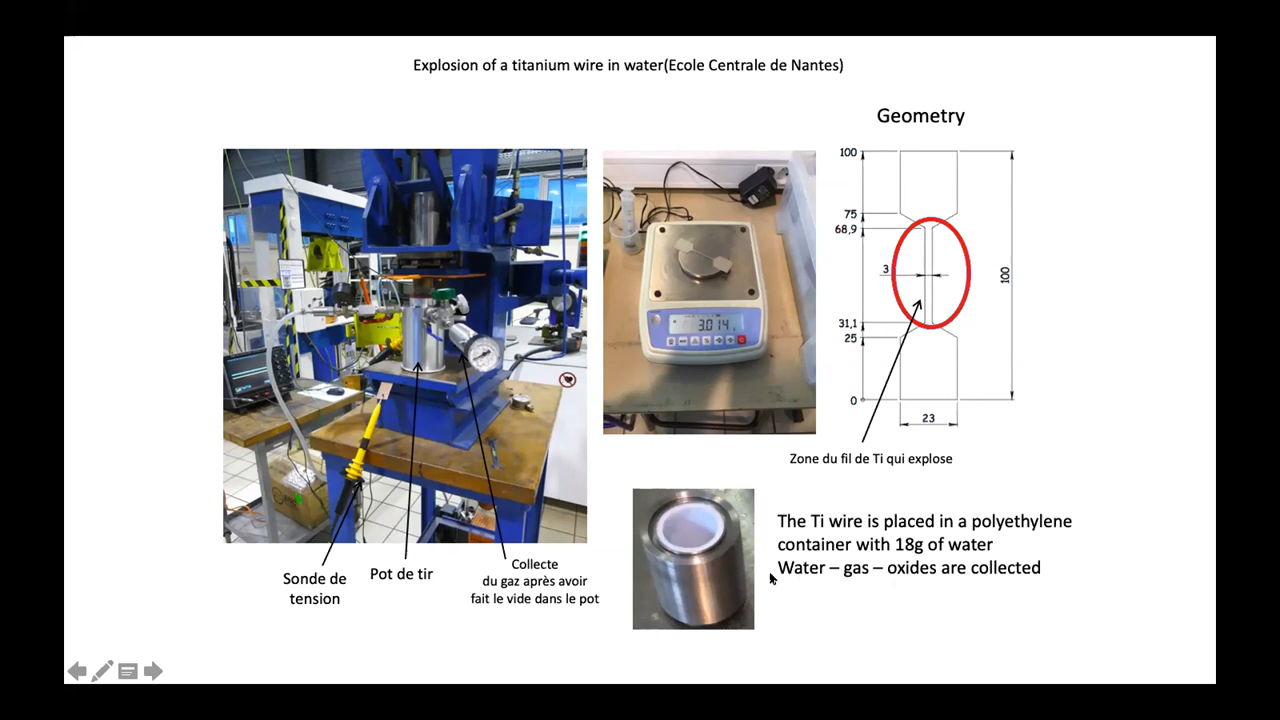 Explosion of a titanium wire in water(Ecole Centrale de Nantes)
Geometry
100
75
68,9
3
100
31,1
25
0
23
3.014
Zone du fil de Ti qui explose
The Ti wire is placed in a polyethylene
container with 18g of water
Water – gas – oxides are collected
Sonde de
tension
Pot de tir
Collecte
du gaz après avoir
fait le vide dans le pot